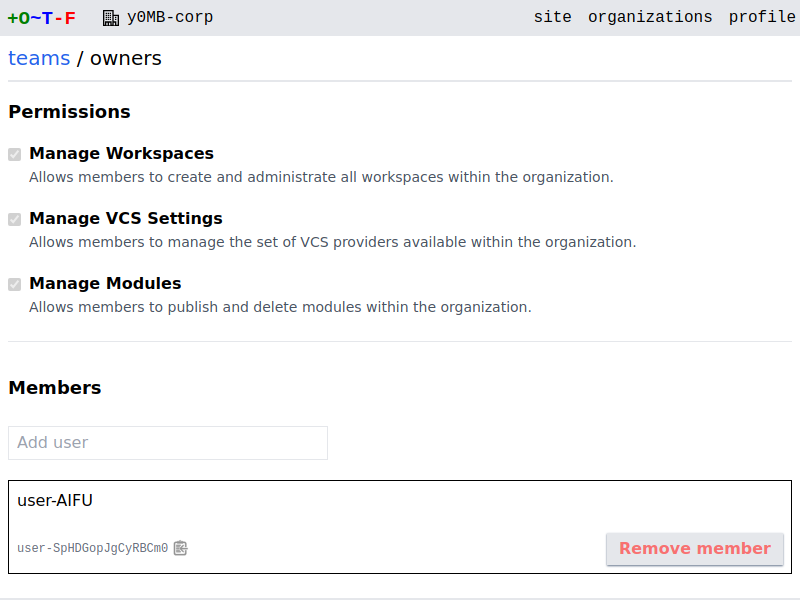 +O~T-F y0MB-corp site organizations profile
teams / owners
Permissions
Manage Workspaces
Allows members to create and administrate all workspaces within the organization.
Manage VCS Settings
Allows members to manage the set of VCS providers available within the organization.
Manage Modules
Allows members to publish and delete modules within the organization.
Members
Add user
user-AIFU
user-SpHDGopJgCyRBCm0
Remove member